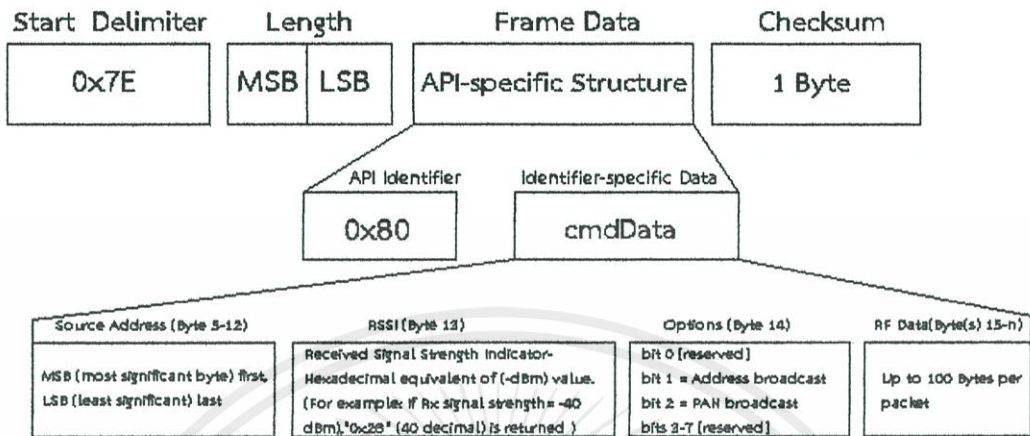 Start Delimiter Length Frame Data Checksum
0x7E MSB LSB API-specific Structure 1 Byte
API Identifier Identifier-specific Data
0x80 cmdData
Source Address (Byte 5-12)
MSB (most significant byte) first,
LSB (least significant) last
RSSI (Byte 13)
Received Signal Strength Indicator-
Hexadecimal equivalent of (-dBm) value.
(For example: if Rx signal strength= -40
dBm),"0x28" (40 decimal) is returned )
Options (Byte 14)
bit 0 [reserved]
bit 1 = Address broadcast
bit 2 = PAN broadcast
bits 3-7 [reserved]
RF Data(Byte(s) 15-n)
Up to 100 Bytes per
packet